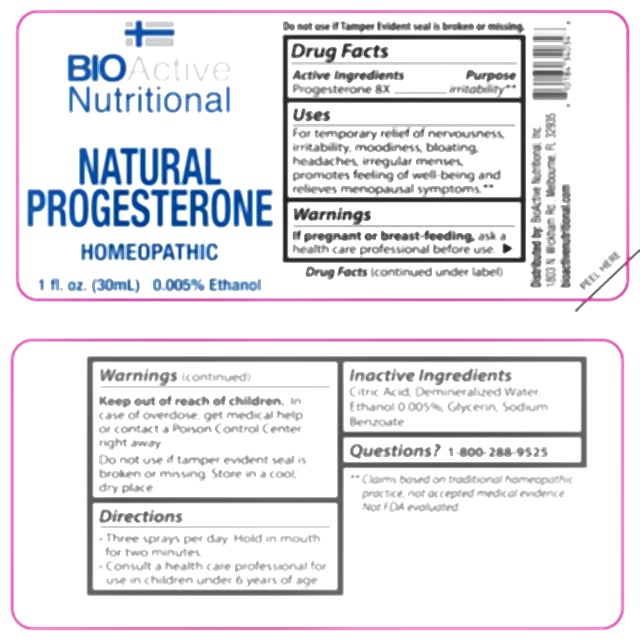 Do not use if Tamper Evident seal is broken or missing.
BIOActive
Nutritional
NATURAL
PROGESTERONE
HOMEOPATHIC
1 fl. oz. (30mL) 0.005% Ethanol
Drug Facts
Active Ingredients Purpose
Progesterone 8X __________ irritability**
Uses
For temporary relief of nervousness,
irritability, moodiness, bloating,
headaches, irregular menses,
promotes feeling of well-being and
relieves menopausal symptoms.**
Warnings
If pregnant or breast-feeding, ask a
health care professional before use. ▶
Drug Facts (continued under label)
Distributed by: BioActive Nutritional, Inc.
1803 N. Wickham Rd. Melbourne, FL 32935
bioactivenutritional.com
PEEL HERE
Warnings (continued)
Keep out of reach of children. In
case of overdose, get medical help
or contact a Poison Control Center
right away.
Do not use if tamper evident seal is
broken or missing. Store in a cool,
dry place
Directions
• Three sprays per day. Hold in mouth
for two minutes.
• Consult a health care professional for
use in children under 6 years of age.
Inactive Ingredients
Citric Acid, Demineralized Water,
Ethanol 0.005%, Glycerin, Sodium
Benzoate
Questions? 1-800-288-9525
** Claims based on traditional homeopathic
practice, not accepted medical evidence.
Not FDA evaluated.